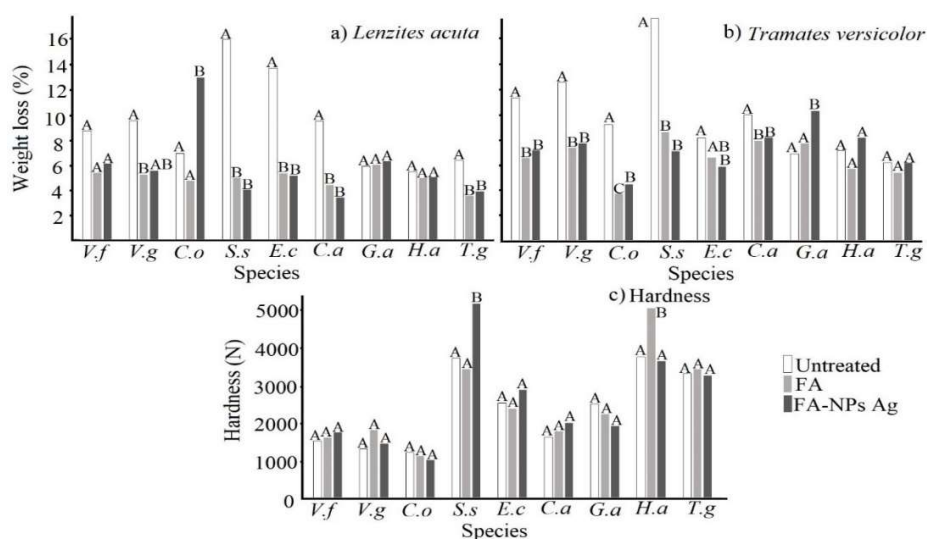 a) Lenzites acuta
Weight loss (%)
16
14
12
10
8
6
4
2
A A A
A B AB
A A B
A B B
A B B
A B B
A A A
A A A
A B B
V.f V.g C.o S.s E.c C.a G.a H.a T.g
Species
b) Tramates versicolor
A B B
A B B
A C B
A B B
A AB B
A B B
A A B
A A A
A A A
V.f V.g C.o S.s E.c C.a G.a H.a T.g
Species
c) Hardness
Hardness (N)
5000
4000
3000
2000
1000
0
A A A
A A A
A A A
A A B
A A A
A A A
A A A
A B A
A A A
V.f V.g C.o S.s E.c C.a G.a H.a T.g
Species
Untreated
FA
FA-NPs Ag